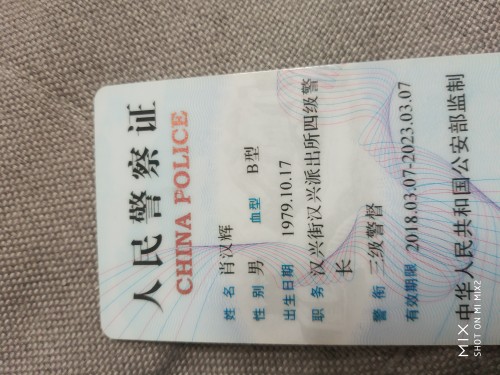 人民警察证
CHINA POLICE
姓 名 肖汉辉
性 别 男 血型 B型
出生日期 1979.10.17
职 务 汉兴街汉兴派出所四级警
长
警 衔 三级警督
有效期限 2018.03.07-2023.03.07
中华人民共和国公安部监制
MIX
SHOT ON MI MIX2